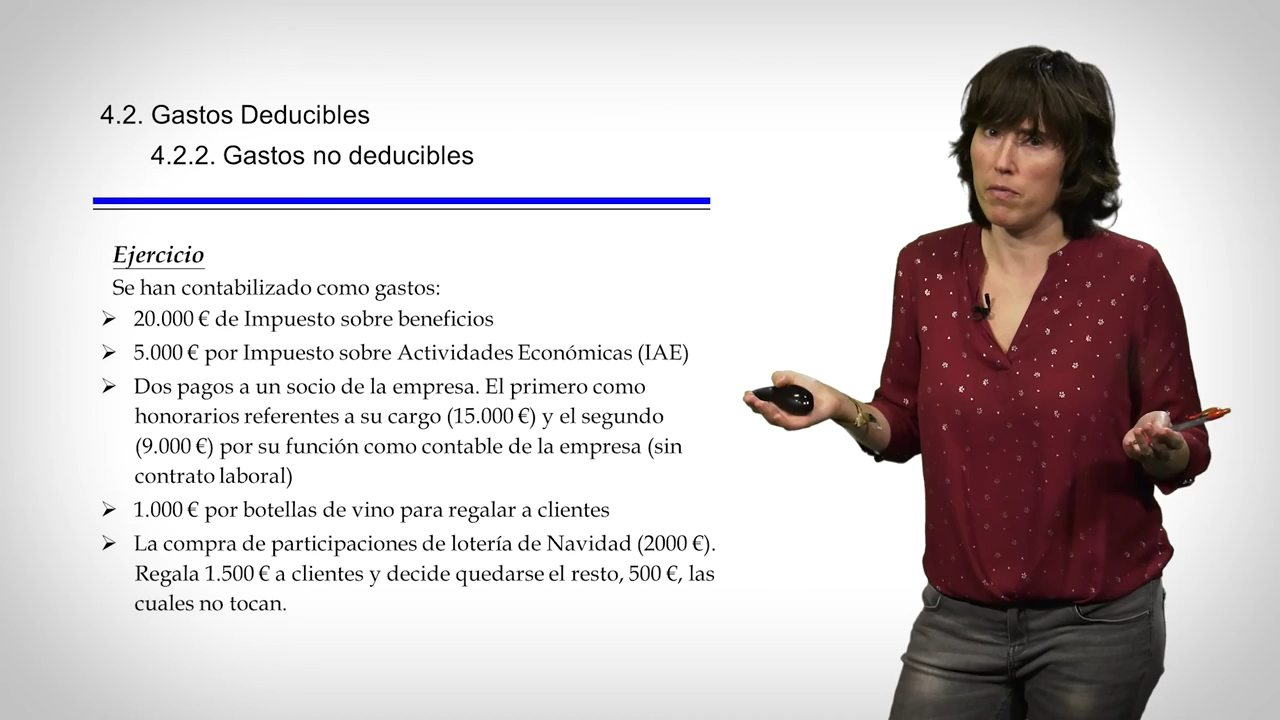 4.2. Gastos Deducibles
4.2.2. Gastos no deducibles
Ejercicio
Se han contabilizado como gastos:
➢ 20.000 € de Impuesto sobre beneficios
➢ 5.000 € por Impuesto sobre Actividades Económicas (IAE)
➢ Dos pagos a un socio de la empresa. El primero como
honorarios referentes a su cargo (15.000 €) y el segundo
(9.000 €) por su función como contable de la empresa (sin
contrato laboral)
➢ 1.000 € por botellas de vino para regalar a clientes
➢ La compra de participaciones de lotería de Navidad (2000 €).
Regala 1.500 € a clientes y decide quedarse el resto, 500 €, las
cuales no tocan.